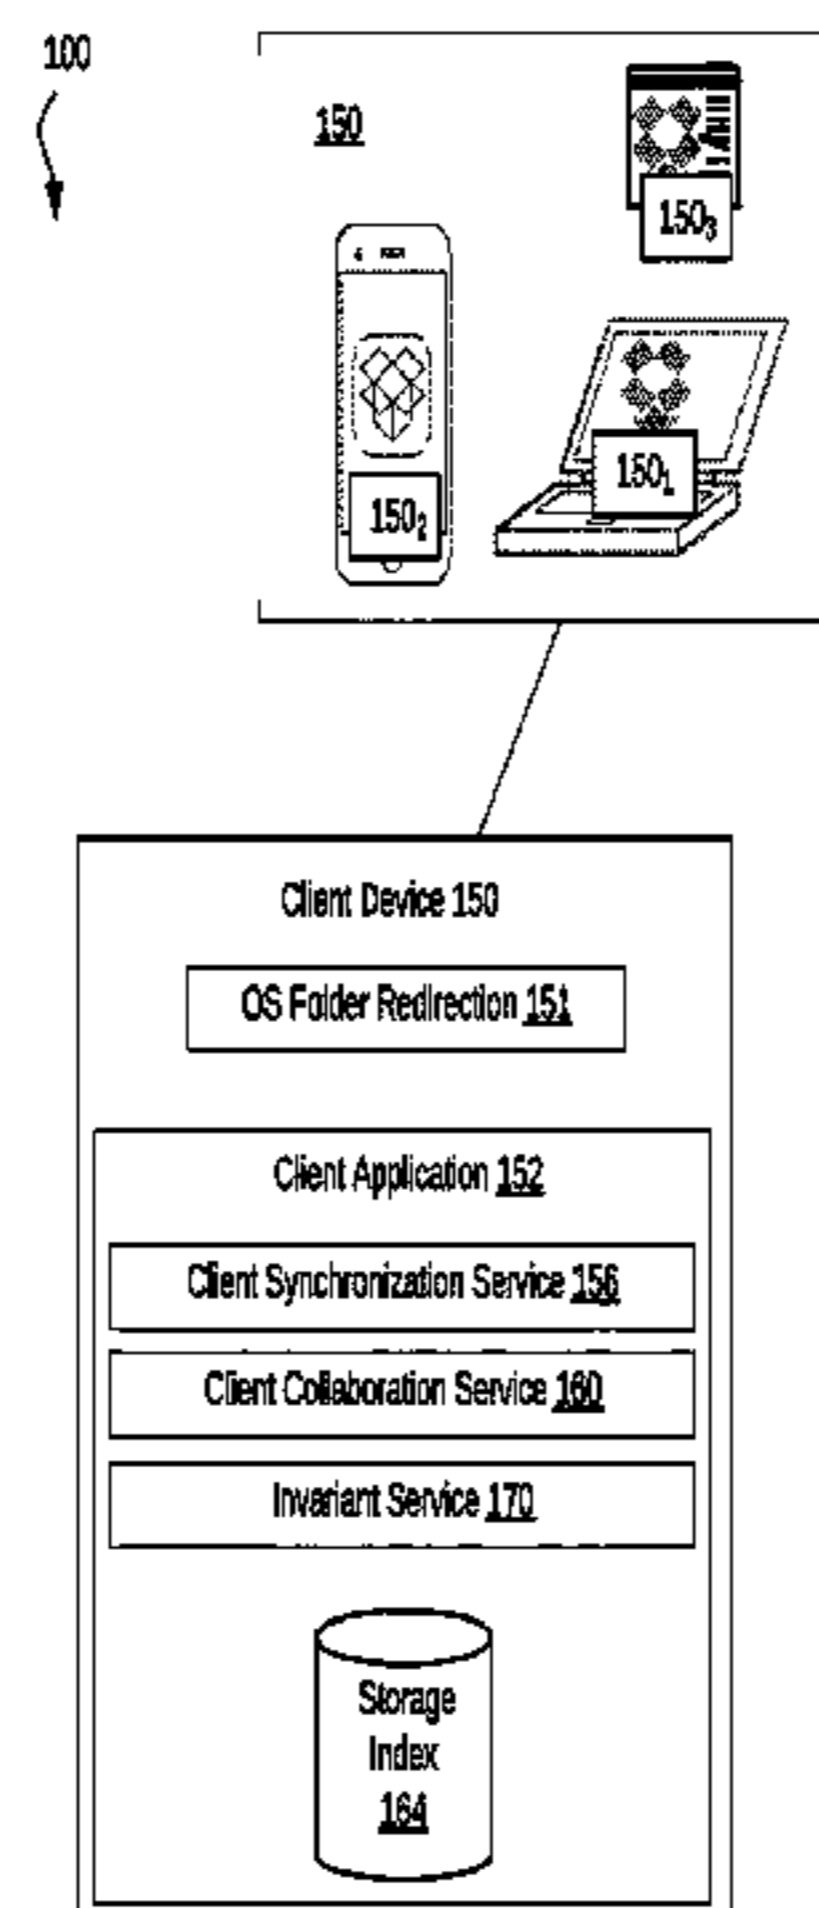 100
150
150₃
150₁
150₂
Client Device 150
OS Folder Redirection 151
Client Application 152
Client Synchronization Service 156
Client Collaboration Service 160
Invariant Service 170
Storage
Index
164